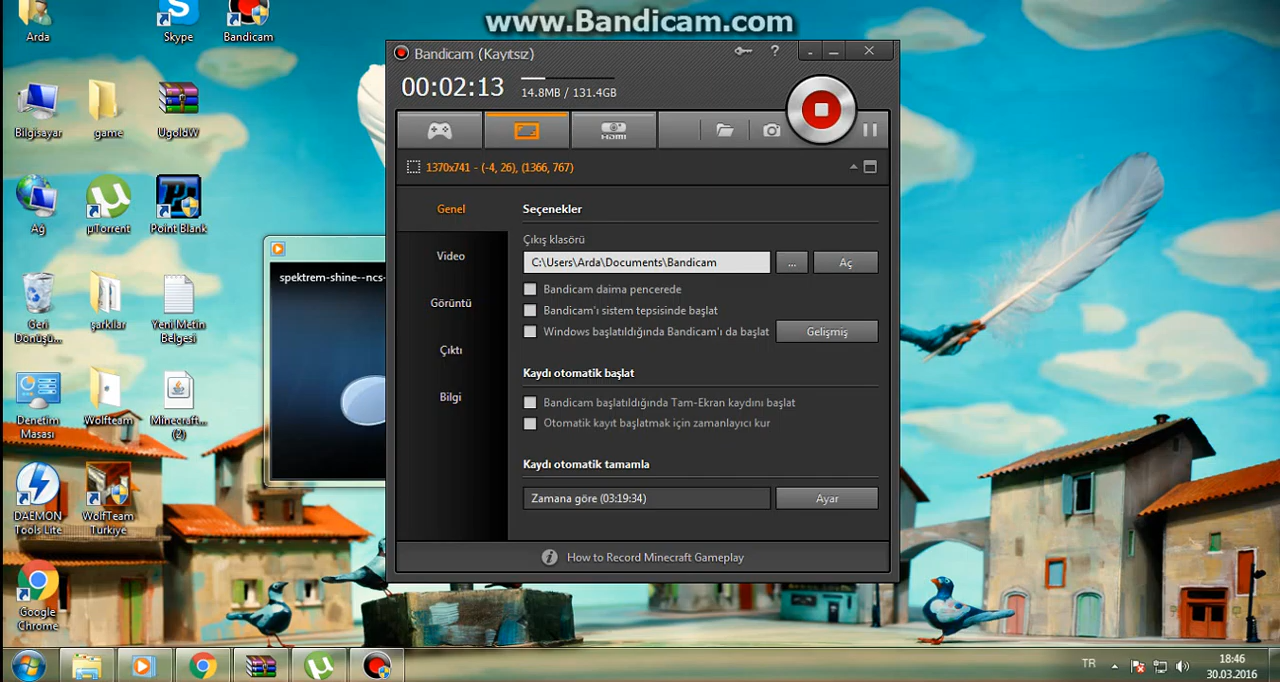 www.Bandicam.com
Arda
Skype
Bandicam
Bilgisayar
game
UgolúW
Ağ
µTorrent
Point Blank
Geri
Dönüşü...
şarkılar
Yeni Metin
Belgesi
Denetim
Masası
Wolfteam
Minecraft...
(2)
DAEMON
Tools Lite
WolfTeam
Türkiye
Google
Chrome
spektrem-shine--ncs-
Bandicam (Kayıtsız)
?
00:02:13
14.8MB / 131.4GB
HDMI
1370x741 - (-4, 26), (1366, 767)
Genel
Video
Görüntü
Çıktı
Bilgi
Seçenekler
Çıkış klasörü
C:\Users\Arda\Documents\Bandicam
...
Aç
Bandicam daima pencerede
Bandicam'ı sistem tepsisinde başlat
Windows başlatıldığında Bandicam'ı da başlat
Gelişmiş
Kaydı otomatik başlat
Bandicam başlatıldığında Tam-Ekran kaydını başlat
Otomatik kayıt başlatmak için zamanlayıcı kur
Kaydı otomatik tamamla
Zamana göre (03:19:34)
Ayar
How to Record Minecraft Gameplay
TR
18:46
30.03.2016